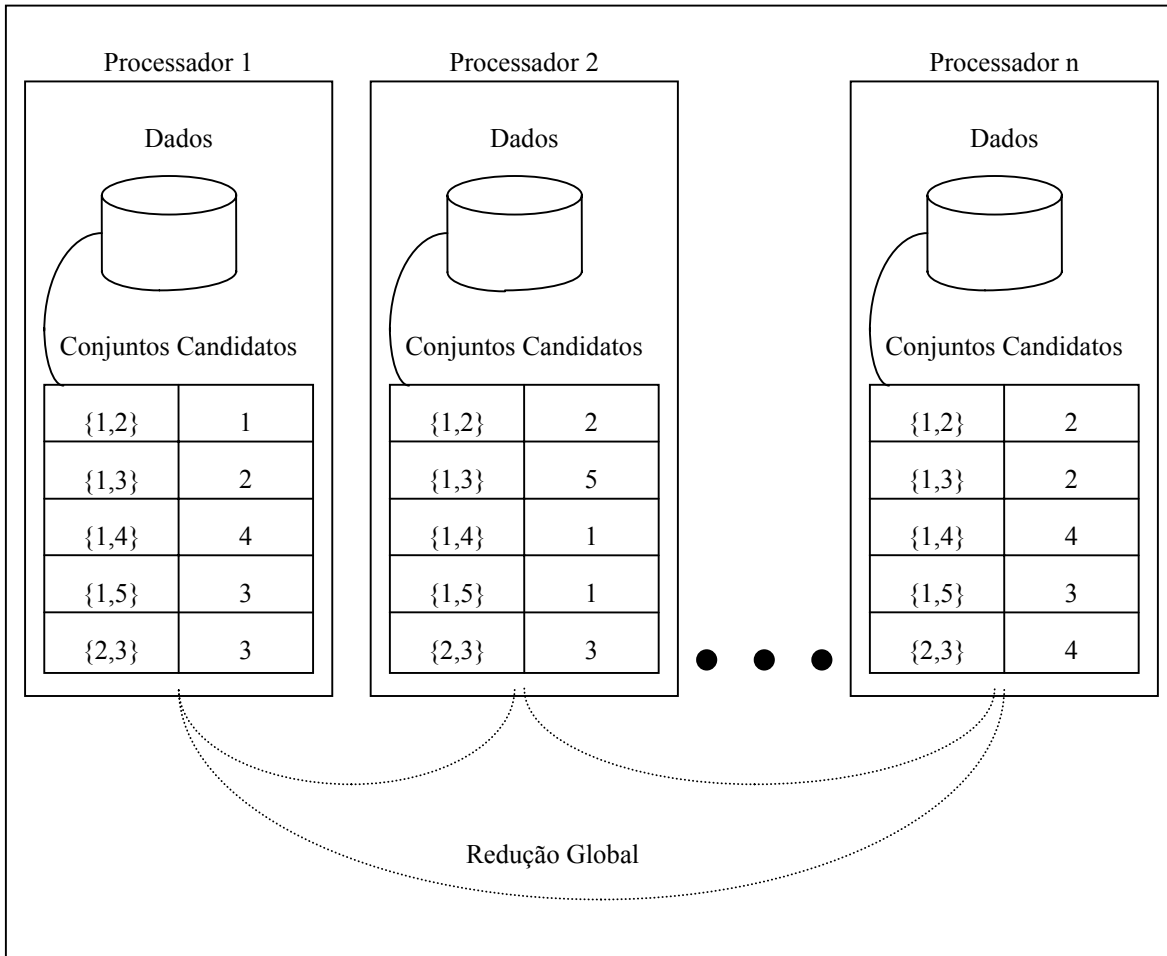 Processador 1 Processador 2 Processador n
Dados Dados Dados
Conjuntos Candidatos Conjuntos Candidatos Conjuntos Candidatos
{1,2} 1 {1,2} 2 {1,2} 2
{1,3} 2 {1,3} 5 {1,3} 2
{1,4} 4 {1,4} 1 {1,4} 4
{1,5} 3 {1,5} 1 {1,5} 3
{2,3} 3 {2,3} 3 {2,3} 4
Redução Global